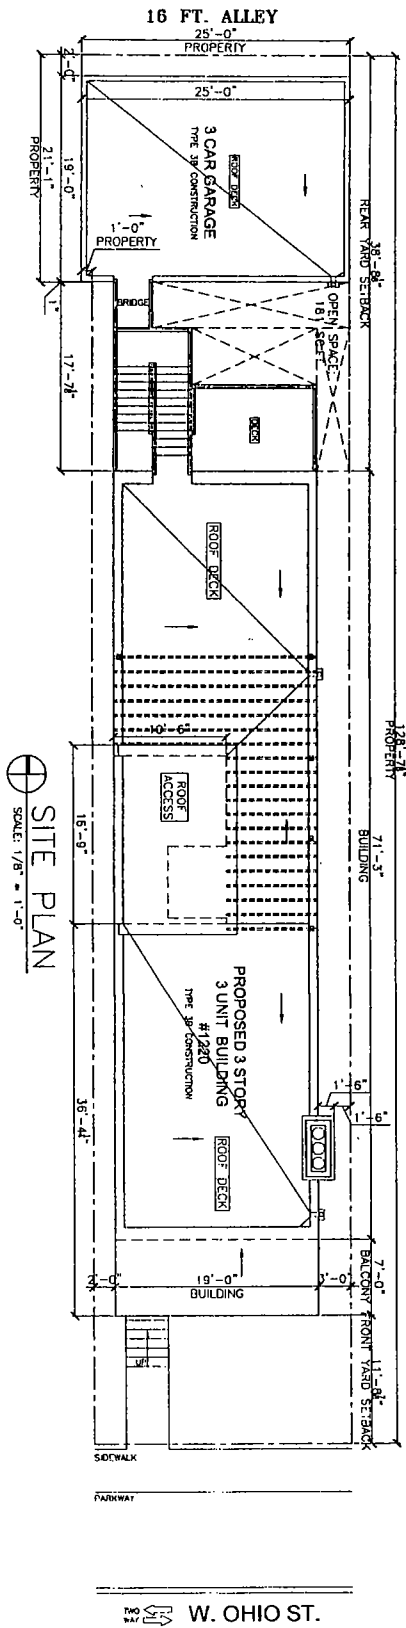 16 FT. ALLEY
25'-0"
PROPERTY
2'-0"
25'-0"
3 CAR GARAGE
TYPE 3B CONSTRUCTION
ROOF DECK
21'-1"
PROPERTY
19'-0"
1'-0"
PROPERTY
38'-8
REAR YARD SETBACK
1"
BRIDGE
OPEN SPACE
181 SQ.FT.
17'-7
DECK
ROOF DECK
128'-7
PROPERTY
10'-6"
ROOF
ACCESS
16'-9"
71'-3"
BUILDING
SITE PLAN
SCALE: 1/8" = 1'-0"
PROPOSED 3 STORY
3 UNIT BUILDING
#1220
TYPE 3B CONSTRUCTION
36'-4
1'-6"
1'-6"
ROOF DECK
7'-0"
BALCONY
2'-0"
19'-0"
BUILDING
3'-0"
11'-8
FRONT YARD SETBACK
UP
SIDEWALK
PARKWAY
TWO
WAY
W. OHIO ST.